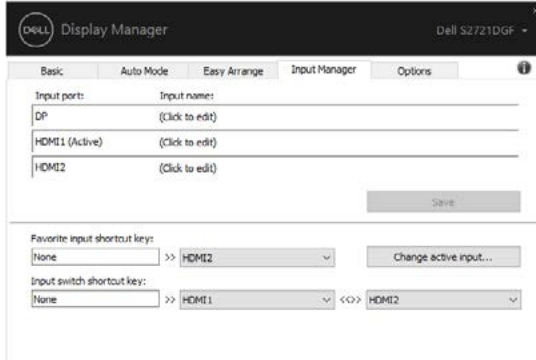 DELL Display Manager Dell S2721DGF
Basic Auto Mode Easy Arrange Input Manager Options
Input port: Input name:
DP (Click to edit)
HDMI1 (Active) (Click to edit)
HDMI2 (Click to edit)
Save
Favorite input shortcut key:
None >> HDMI2 Change active input...
Input switch shortcut key:
None >> HDMI1 <<>> HDMI2